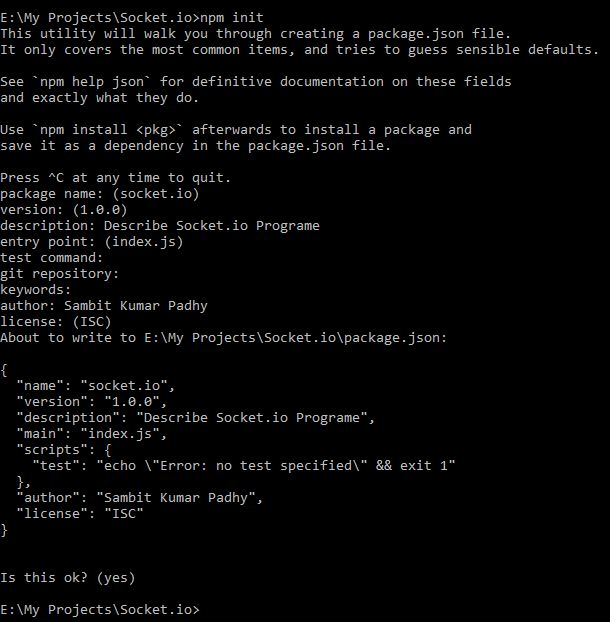 E:\My Projects\Socket.io>npm init
This utility will walk you through creating a package.json file.
It only covers the most common items, and tries to guess sensible defaults.
See `npm help json` for definitive documentation on these fields
and exactly what they do.
Use `npm install <pkg>` afterwards to install a package and
save it as a dependency in the package.json file.
Press ^C at any time to quit.
package name: (socket.io)
version: (1.0.0)
description: Describe Socket.io Programe
entry point: (index.js)
test command:
git repository:
keywords:
author: Sambit Kumar Padhy
license: (ISC)
About to write to E:\My Projects\Socket.io\package.json:
{
  "name": "socket.io",
  "version": "1.0.0",
  "description": "Describe Socket.io Programe",
  "main": "index.js",
  "scripts": {
    "test": "echo \"Error: no test specified\" && exit 1"
  },
  "author": "Sambit Kumar Padhy",
  "license": "ISC"
}
Is this ok? (yes)
E:\My Projects\Socket.io>